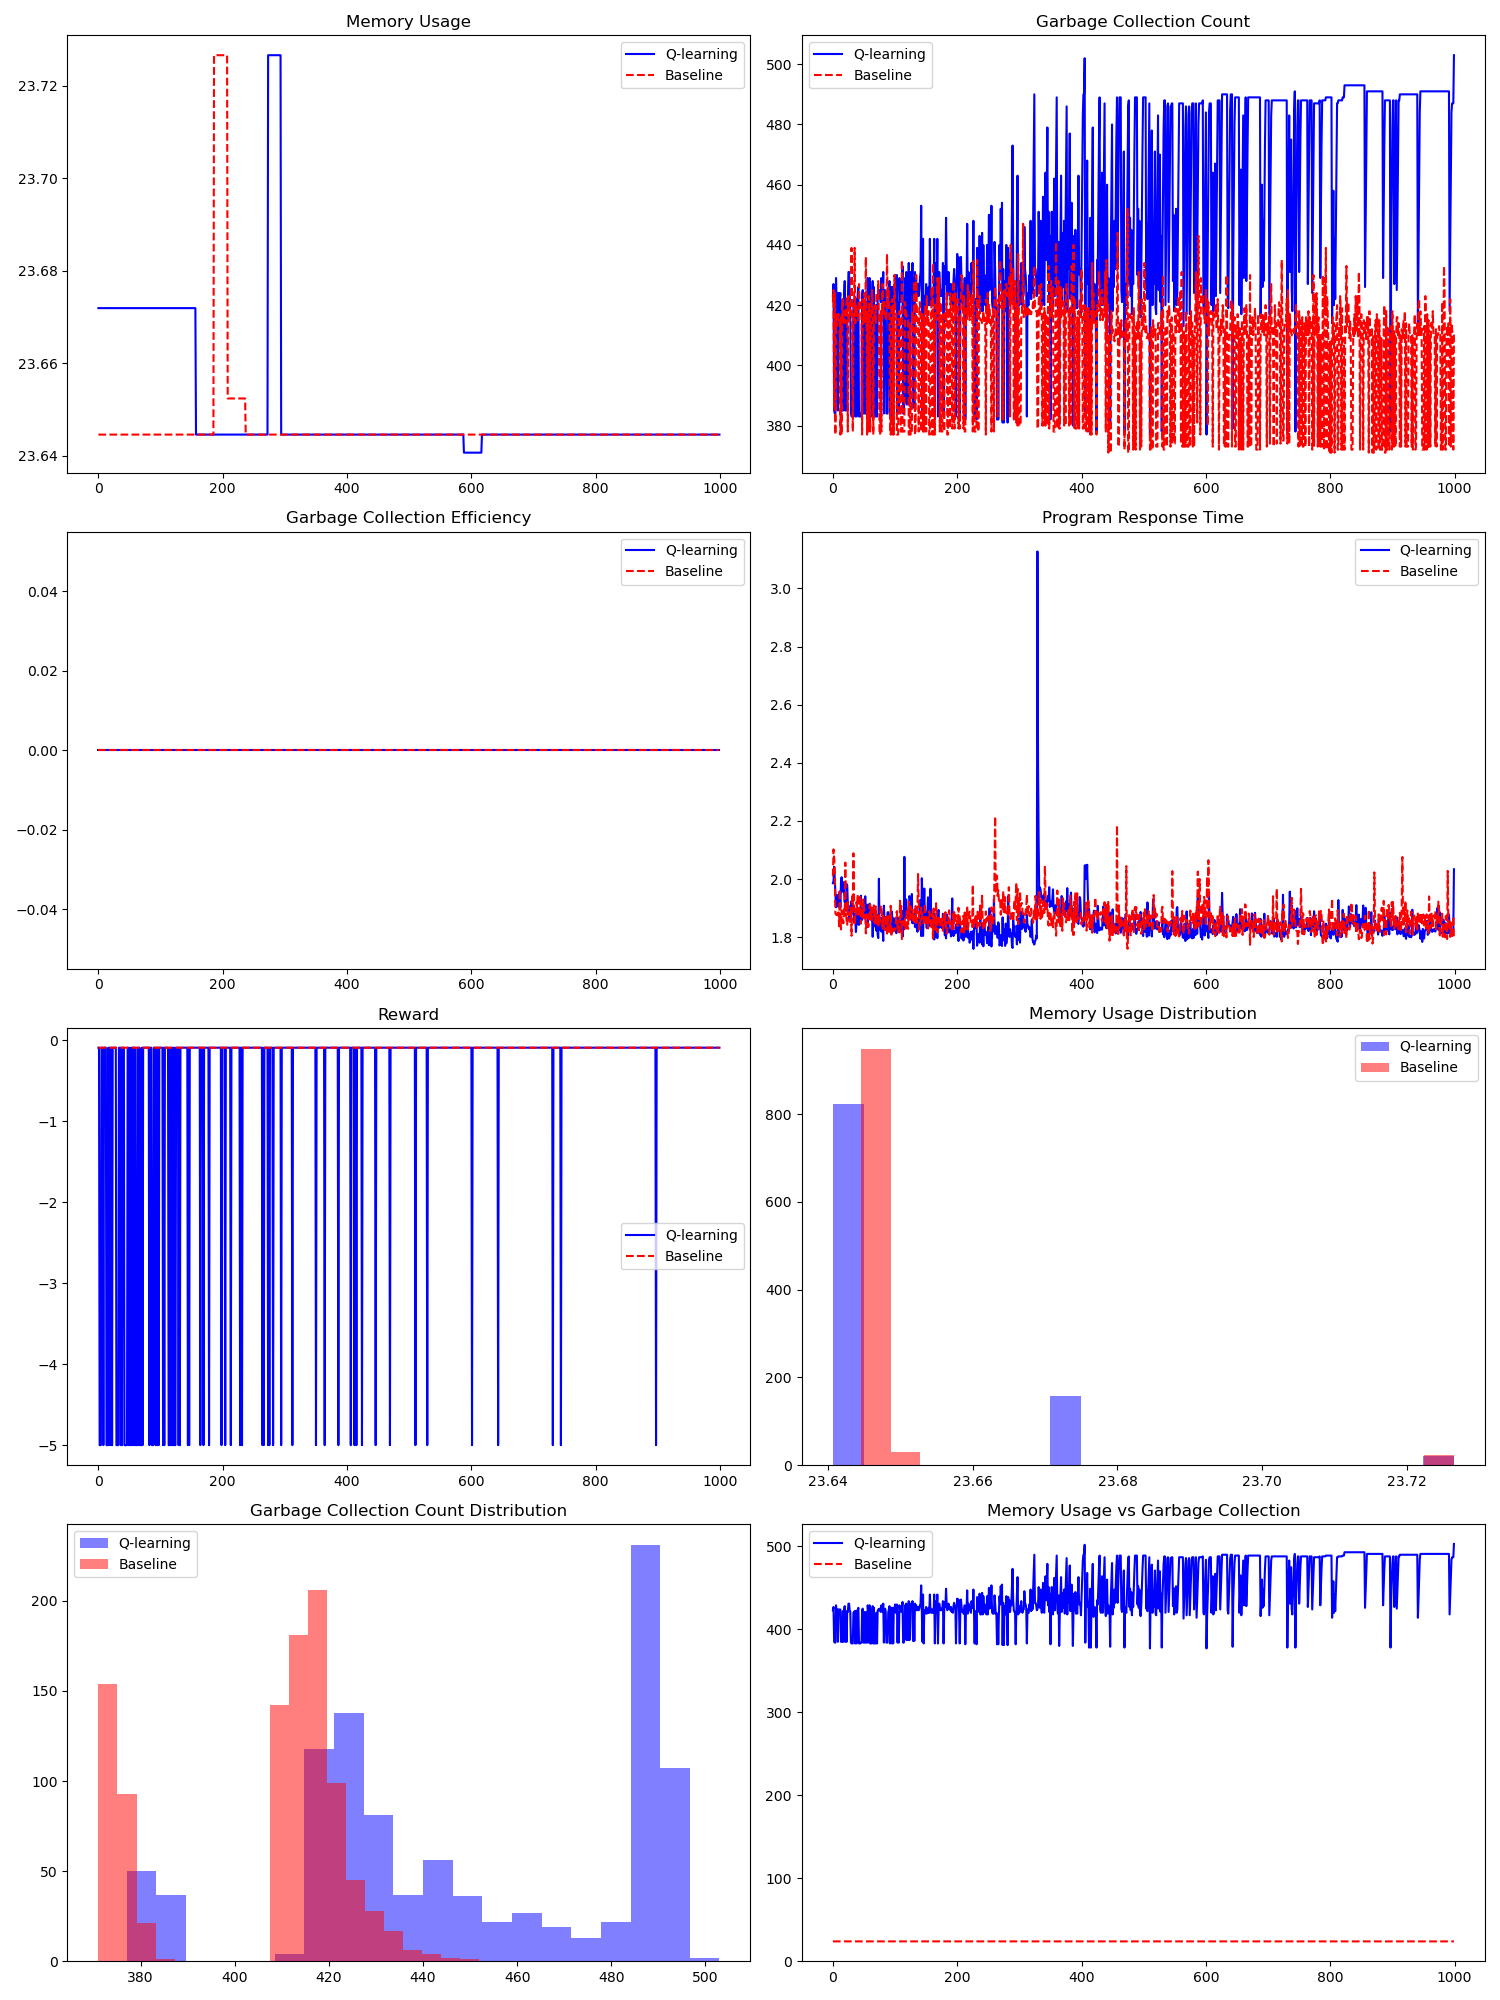 Memory Usage
Q-learning
Baseline
23.72
23.70
23.68
23.66
23.64
0 200 400 600 800 1000
Garbage Collection Count
Q-learning
Baseline
500
480
460
440
420
400
380
0 200 400 600 800 1000
Garbage Collection Efficiency
Q-learning
Baseline
0.04
0.02
0.00
−0.02
−0.04
0 200 400 600 800 1000
Program Response Time
Q-learning
Baseline
3.0
2.8
2.6
2.4
2.2
2.0
1.8
0 200 400 600 800 1000
Reward
0
−1
−2
Q-learning
Baseline
−3
−4
−5
0 200 400 600 800 1000
Memory Usage Distribution
Q-learning
Baseline
800
600
400
200
0
23.64 23.66 23.68 23.70 23.72
Garbage Collection Count Distribution
Q-learning
Baseline
200
150
100
50
0
380 400 420 440 460 480 500
Memory Usage vs Garbage Collection
Q-learning
Baseline
500
400
300
200
100
0
0 200 400 600 800 1000